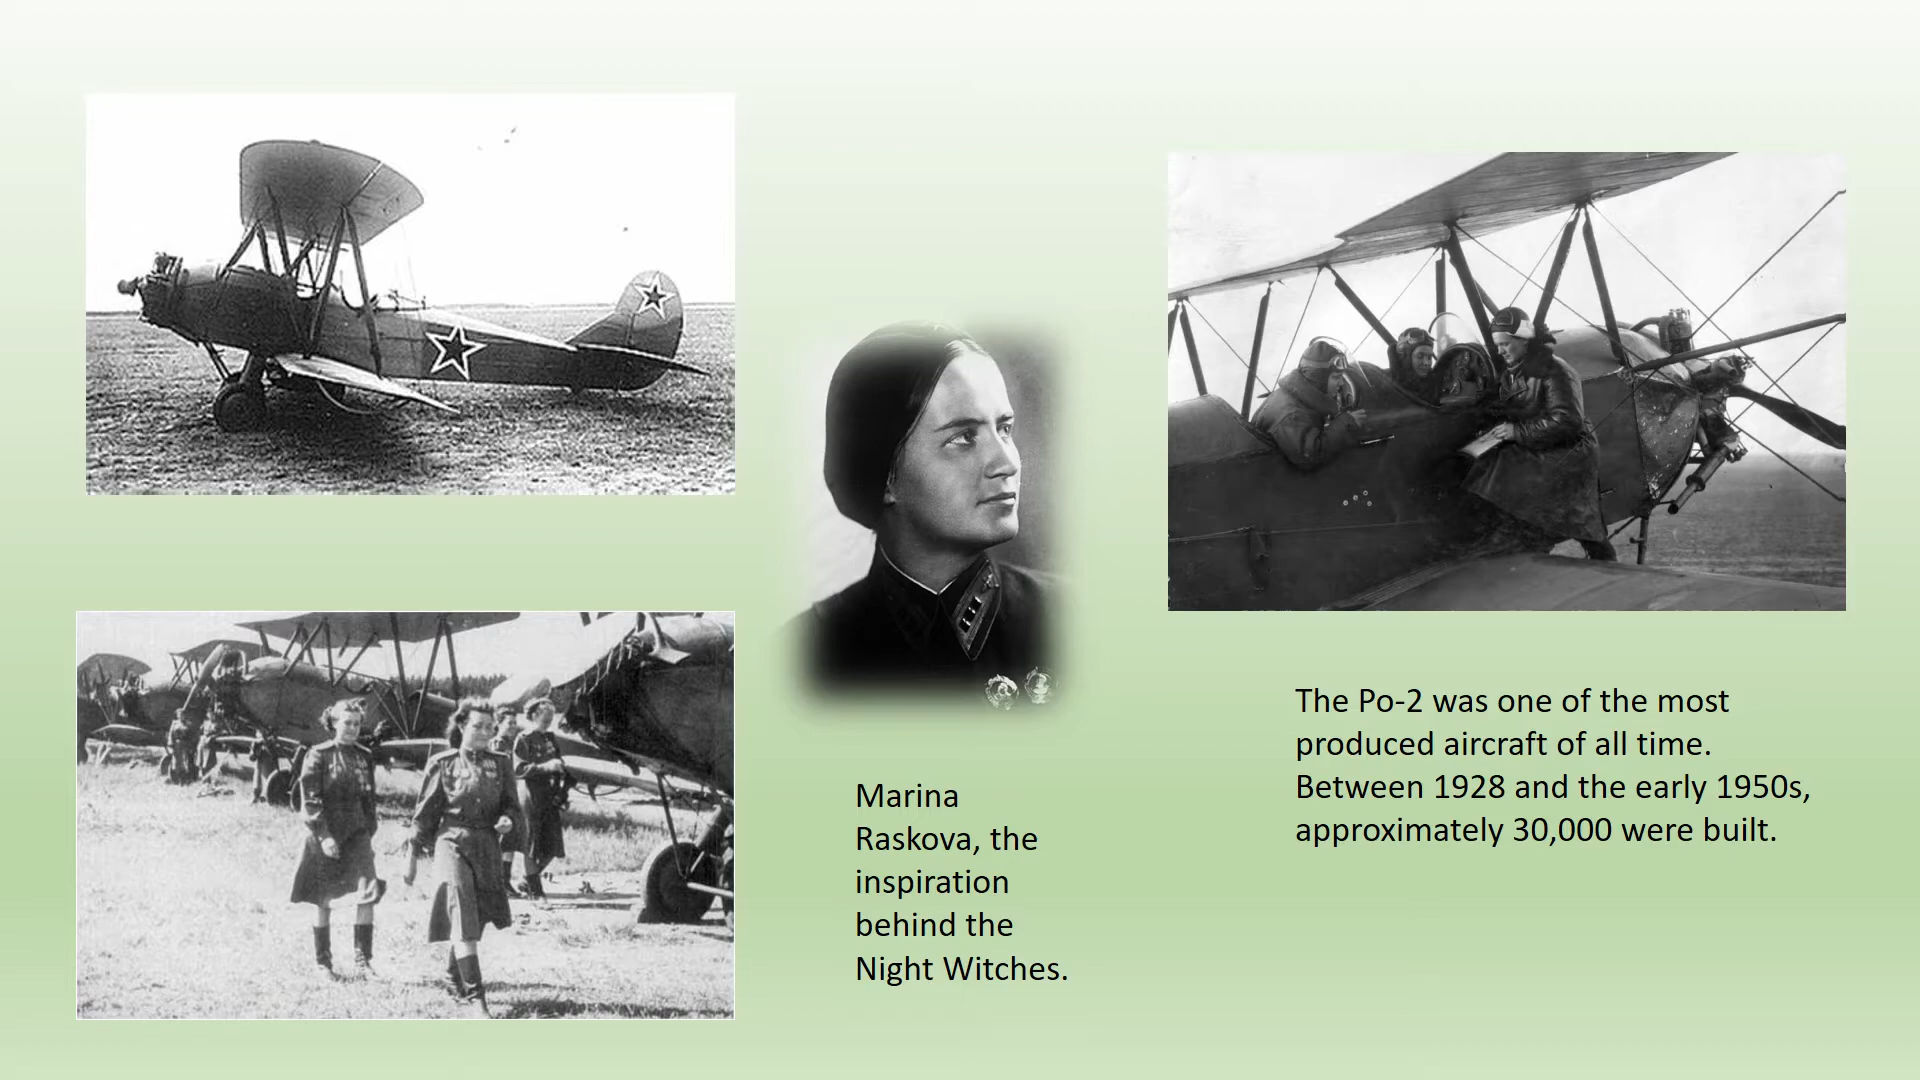 Marina
Raskova, the
inspiration
behind the
Night Witches.
The Po-2 was one of the most
produced aircraft of all time.
Between 1928 and the early 1950s,
approximately 30,000 were built.